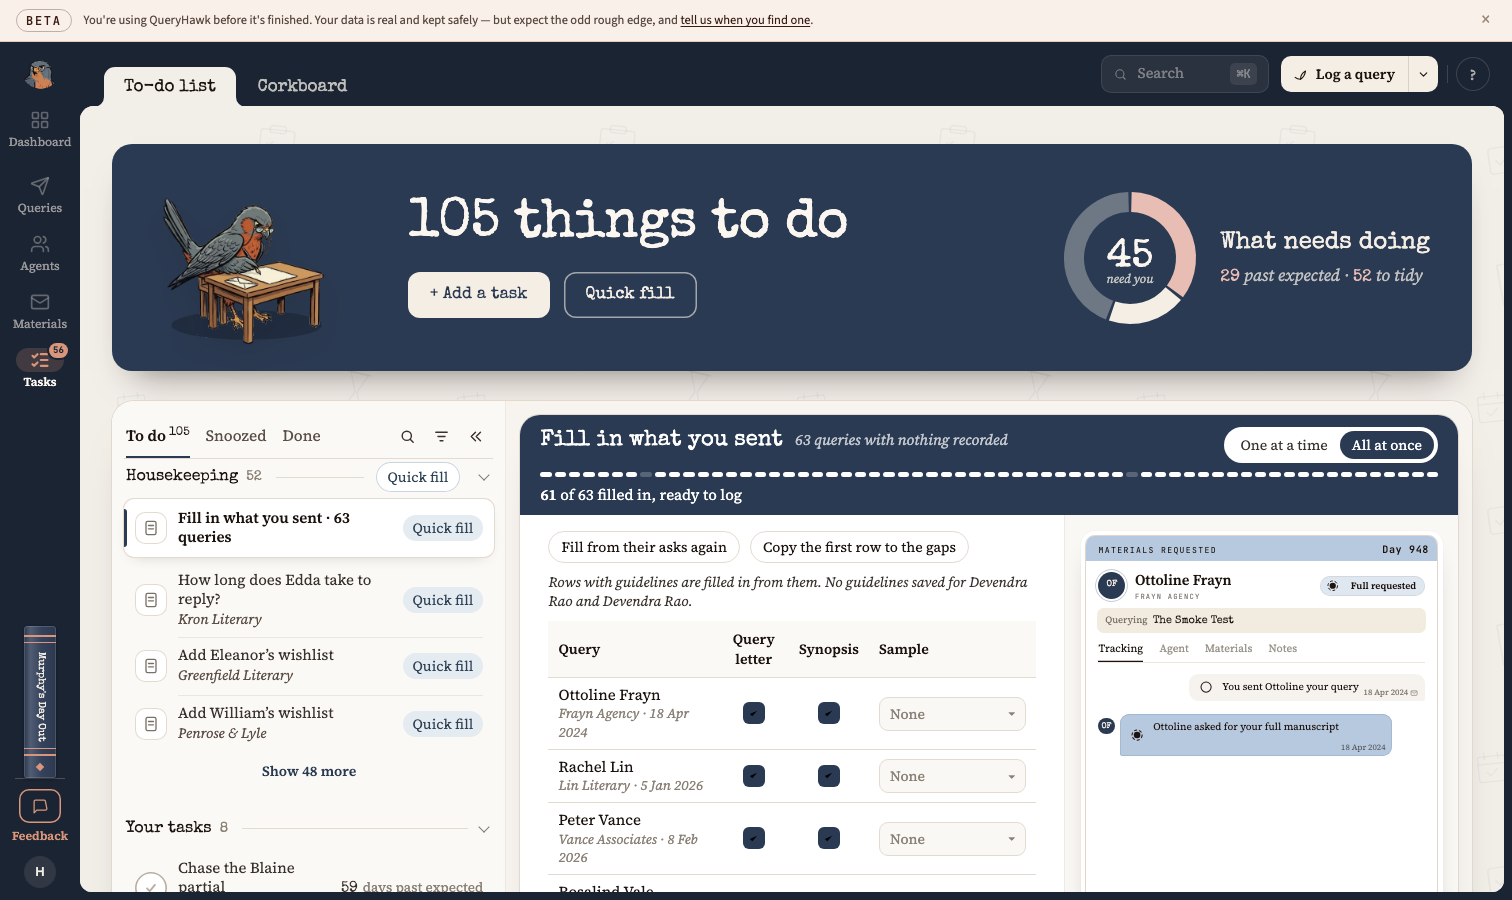 BETA
You're using QueryHawk before it's finished. Your data is real and kept safely — but expect the odd rough edge, and tell us when you find one.
×
To-do list
Corkboard
Search
⌘K
Log a query
?
Dashboard
Queries
Agents
Materials
56
Tasks
Murphy's Day Out
Feedback
H
105 things to do
+ Add a task
Quick fill
45
need you
What needs doing
29 past expected · 52 to tidy
To do 105
Snoozed
Done
Housekeeping 52
Quick fill
Fill in what you sent · 63
queries
Quick fill
How long does Edda take to
reply?
Kron Literary
Quick fill
Add Eleanor's wishlist
Greenfield Literary
Quick fill
Add William's wishlist
Penrose & Lyle
Quick fill
Show 48 more
Your tasks 8
Chase the Blaine
partial
59 days past expected
Fill in what you sent
63 queries with nothing recorded
One at a time
All at once
61 of 63 filled in, ready to log
Fill from their asks again
Copy the first row to the gaps
Rows with guidelines are filled in from them. No guidelines saved for Devendra
Rao and Devendra Rao.
Query
Query
letter
Synopsis
Sample
Ottoline Frayn
Frayn Agency · 18 Apr
2024
None
Rachel Lin
Lin Literary · 5 Jan 2026
None
Peter Vance
Vance Associates · 8 Feb
2026
None
Rosalind Vale
MATERIALS REQUESTED
Day 948
OF
Ottoline Frayn
FRAYN AGENCY
Full requested
Querying The Smoke Test
Tracking
Agent
Materials
Notes
You sent Ottoline your query
18 Apr 2024
OF
Ottoline asked for your full manuscript
18 Apr 2024